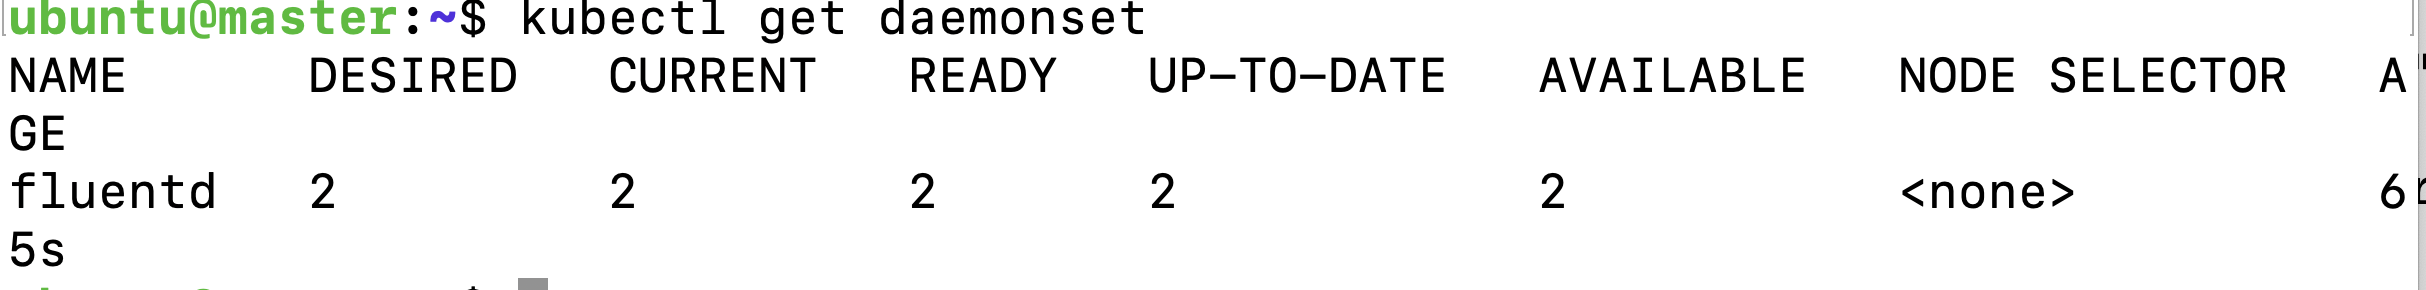 ubuntu@master:~$ kubectl get daemonset
NAME      DESIRED   CURRENT   READY   UP-TO-DATE   AVAILABLE   NODE SELECTOR   A
GE
fluentd   2         2         2       2            2           <none>          6
5s